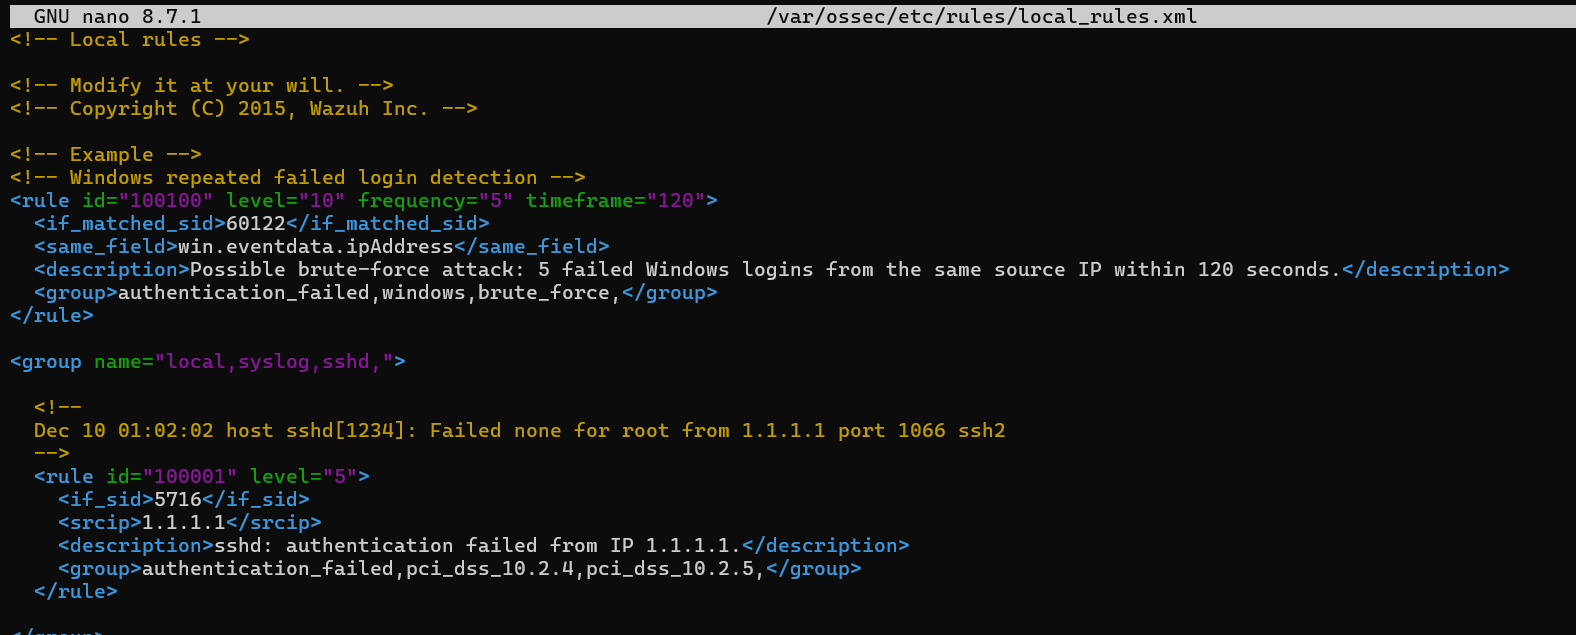 GNU nano 8.7.1 /var/ossec/etc/rules/local_rules.xml
<!-- Local rules -->
<!-- Modify it at your will. -->
<!-- Copyright (C) 2015, Wazuh Inc. -->
<!-- Example -->
<!-- Windows repeated failed login detection -->
<rule id="100100" level="10" frequency="5" timeframe="120">
  <if_matched_sid>60122</if_matched_sid>
  <same_field>win.eventdata.ipAddress</same_field>
  <description>Possible brute-force attack: 5 failed Windows logins from the same source IP within 120 seconds.</description>
  <group>authentication_failed,windows,brute_force,</group>
</rule>
<group name="local,syslog,sshd,">
  <!--
  Dec 10 01:02:02 host sshd[1234]: Failed none for root from 1.1.1.1 port 1066 ssh2
  -->
  <rule id="100001" level="5">
    <if_sid>5716</if_sid>
    <srcip>1.1.1.1</srcip>
    <description>sshd: authentication failed from IP 1.1.1.1.</description>
    <group>authentication_failed,pci_dss_10.2.4,pci_dss_10.2.5,</group>
  </rule>
</group>